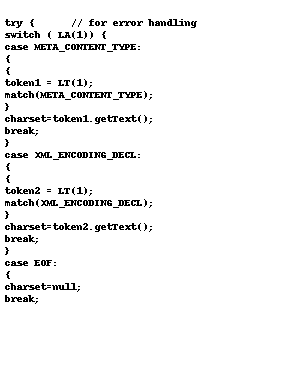 try {      // for error handling
switch ( LA(1)) {
case META_CONTENT_TYPE:
{
{
token1 = LT(1);
match(META_CONTENT_TYPE);
}
charset=token1.getText();
break;
}
case XML_ENCODING_DECL:
{
{
token2 = LT(1);
match(XML_ENCODING_DECL);
}
charset=token2.getText();
break;
}
case EOF:
{
charset=null;
break;